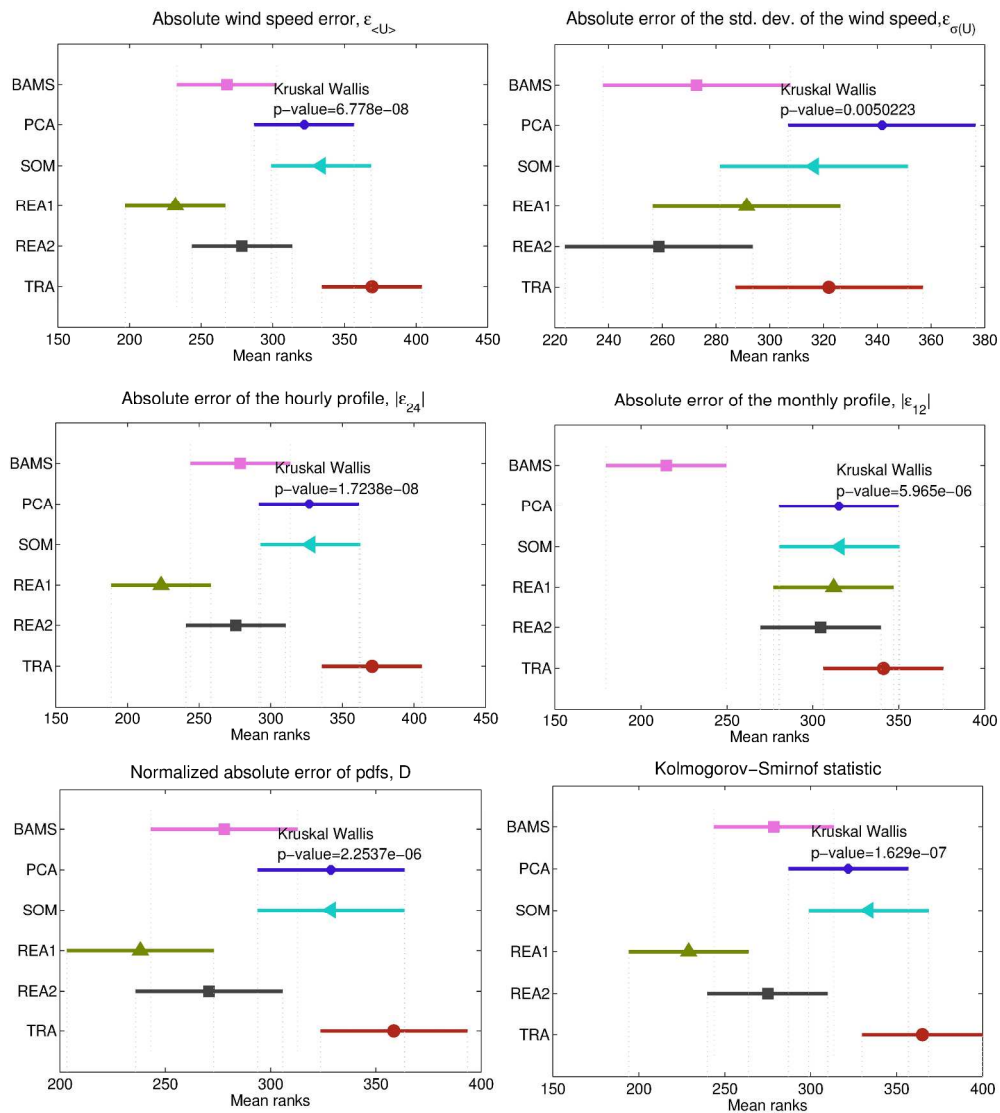 Absolute wind speed error, ε<U>
BAMS
PCA
SOM
REA1
REA2
TRA
Kruskal Wallis
p−value=6.778e−08
150 200 250 300 350 400 450
Mean ranks
Absolute error of the std. dev. of the wind speed,εσ(U)
BAMS
PCA
SOM
REA1
REA2
TRA
Kruskal Wallis
p−value=0.0050223
220 240 260 280 300 320 340 360 380
Mean ranks
Absolute error of the hourly profile, |ε24|
BAMS
PCA
SOM
REA1
REA2
TRA
Kruskal Wallis
p−value=1.7238e−08
150 200 250 300 350 400 450
Mean ranks
Absolute error of the monthly profile, |ε12|
BAMS
PCA
SOM
REA1
REA2
TRA
Kruskal Wallis
p−value=5.965e−06
150 200 250 300 350 400
Mean ranks
Normalized absolute error of pdfs, D
BAMS
PCA
SOM
REA1
REA2
TRA
Kruskal Wallis
p−value=2.2537e−06
200 250 300 350 400
Mean ranks
Kolmogorov−Smirnof statistic
BAMS
PCA
SOM
REA1
REA2
TRA
Kruskal Wallis
p−value=1.629e−07
150 200 250 300 350 400
Mean ranks